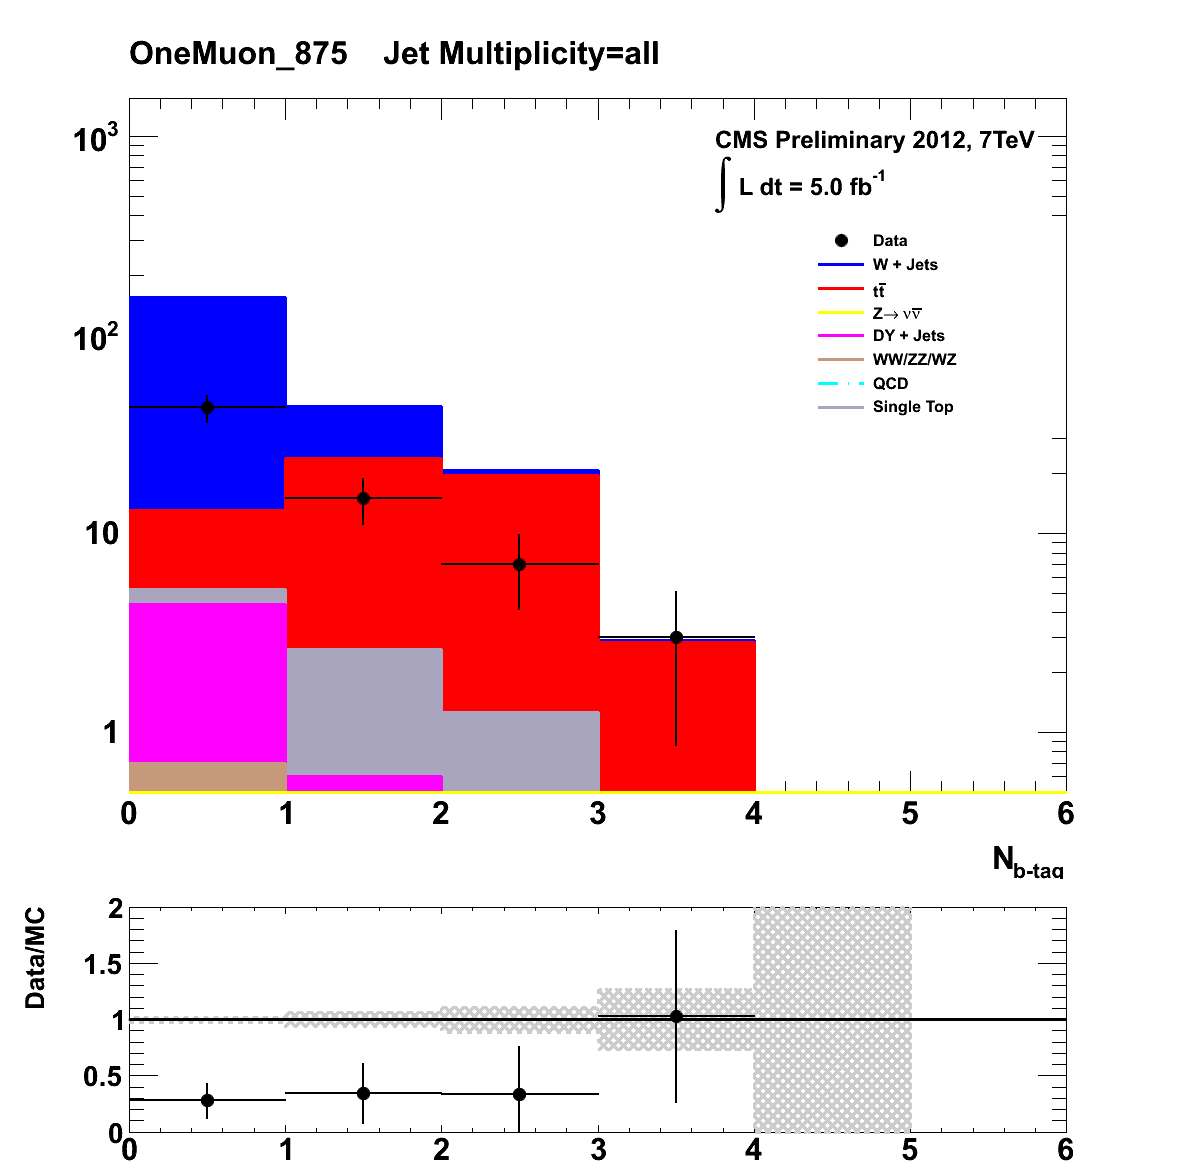 OneMuon_875 Jet Multiplicity=all
10³
CMS Preliminary 2012, 7TeV
∫ L dt = 5.0 fb⁻¹
Data
W + Jets
tt̅
Z→ νν̅
DY + Jets
WW/ZZ/WZ
QCD
Single Top
10²
10
1
0 1 2 3 4 5 6
N_b-tag
Data/MC
2
1.5
1
0.5
0
0 1 2 3 4 5 6